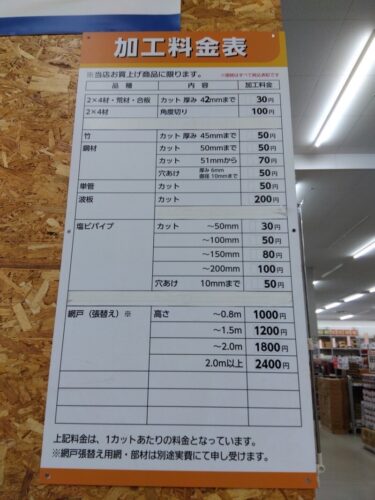 加工料金表
※当店お買上げ商品に限ります。
※価格はすべて税込表記です
品種 内容 加工料金
2×4材・荒材・合板 カット 厚み 42mmまで 30円
2×4材 角度切り 100円
竹 カット 厚み 45mmまで 50円
鋼材 カット 50mmまで 50円
カット 51mmから 70円
穴あけ 厚み 6mm 直径 10mmまで 50円
単管 カット 50円
波板 カット 200円
塩ビパイプ カット ～50mm 30円
～100mm 50円
～150mm 80円
～200mm 100円
穴あけ 10mmまで 50円
網戸（張替え）※ 高さ ～0.8m 1000円
～1.5m 1200円
～2.0m 1800円
2.0m以上 2400円
上記料金は、1カットあたりの料金となっています。
※網戸張替え用網・部材は別途実費にて申し受けます。